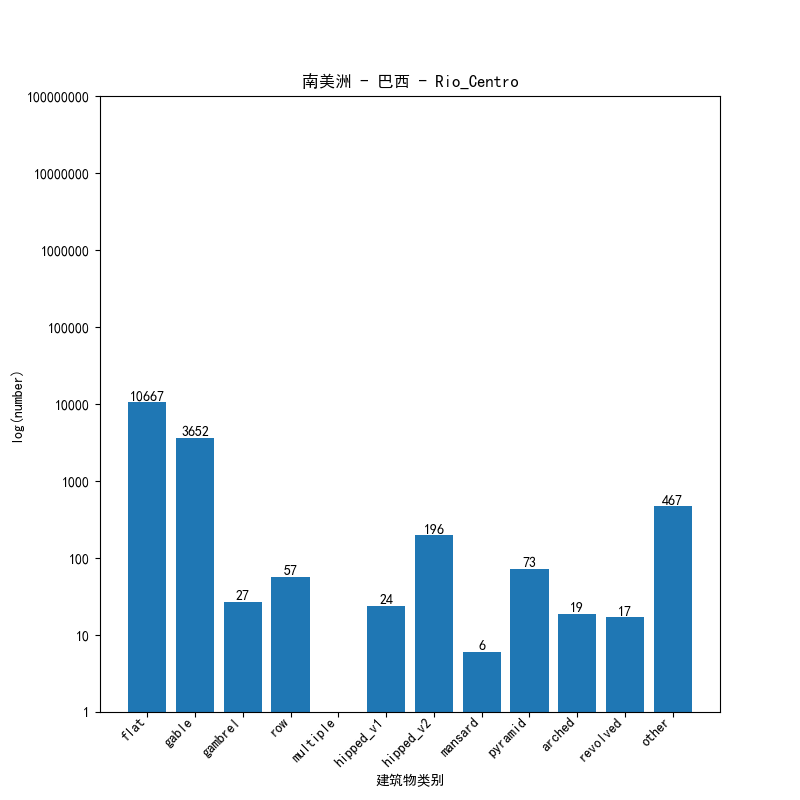 南美洲 - 巴西 - Rio_Centro
100000000
10000000
1000000
100000
10000
1000
100
10
1
log(number)
10667
3652
27
57
24
196
6
73
19
17
467
flat
gable
gambrel
row
multiple
hipped_v1
hipped_v2
mansard
pyramid
arched
revolved
other
建筑物类别